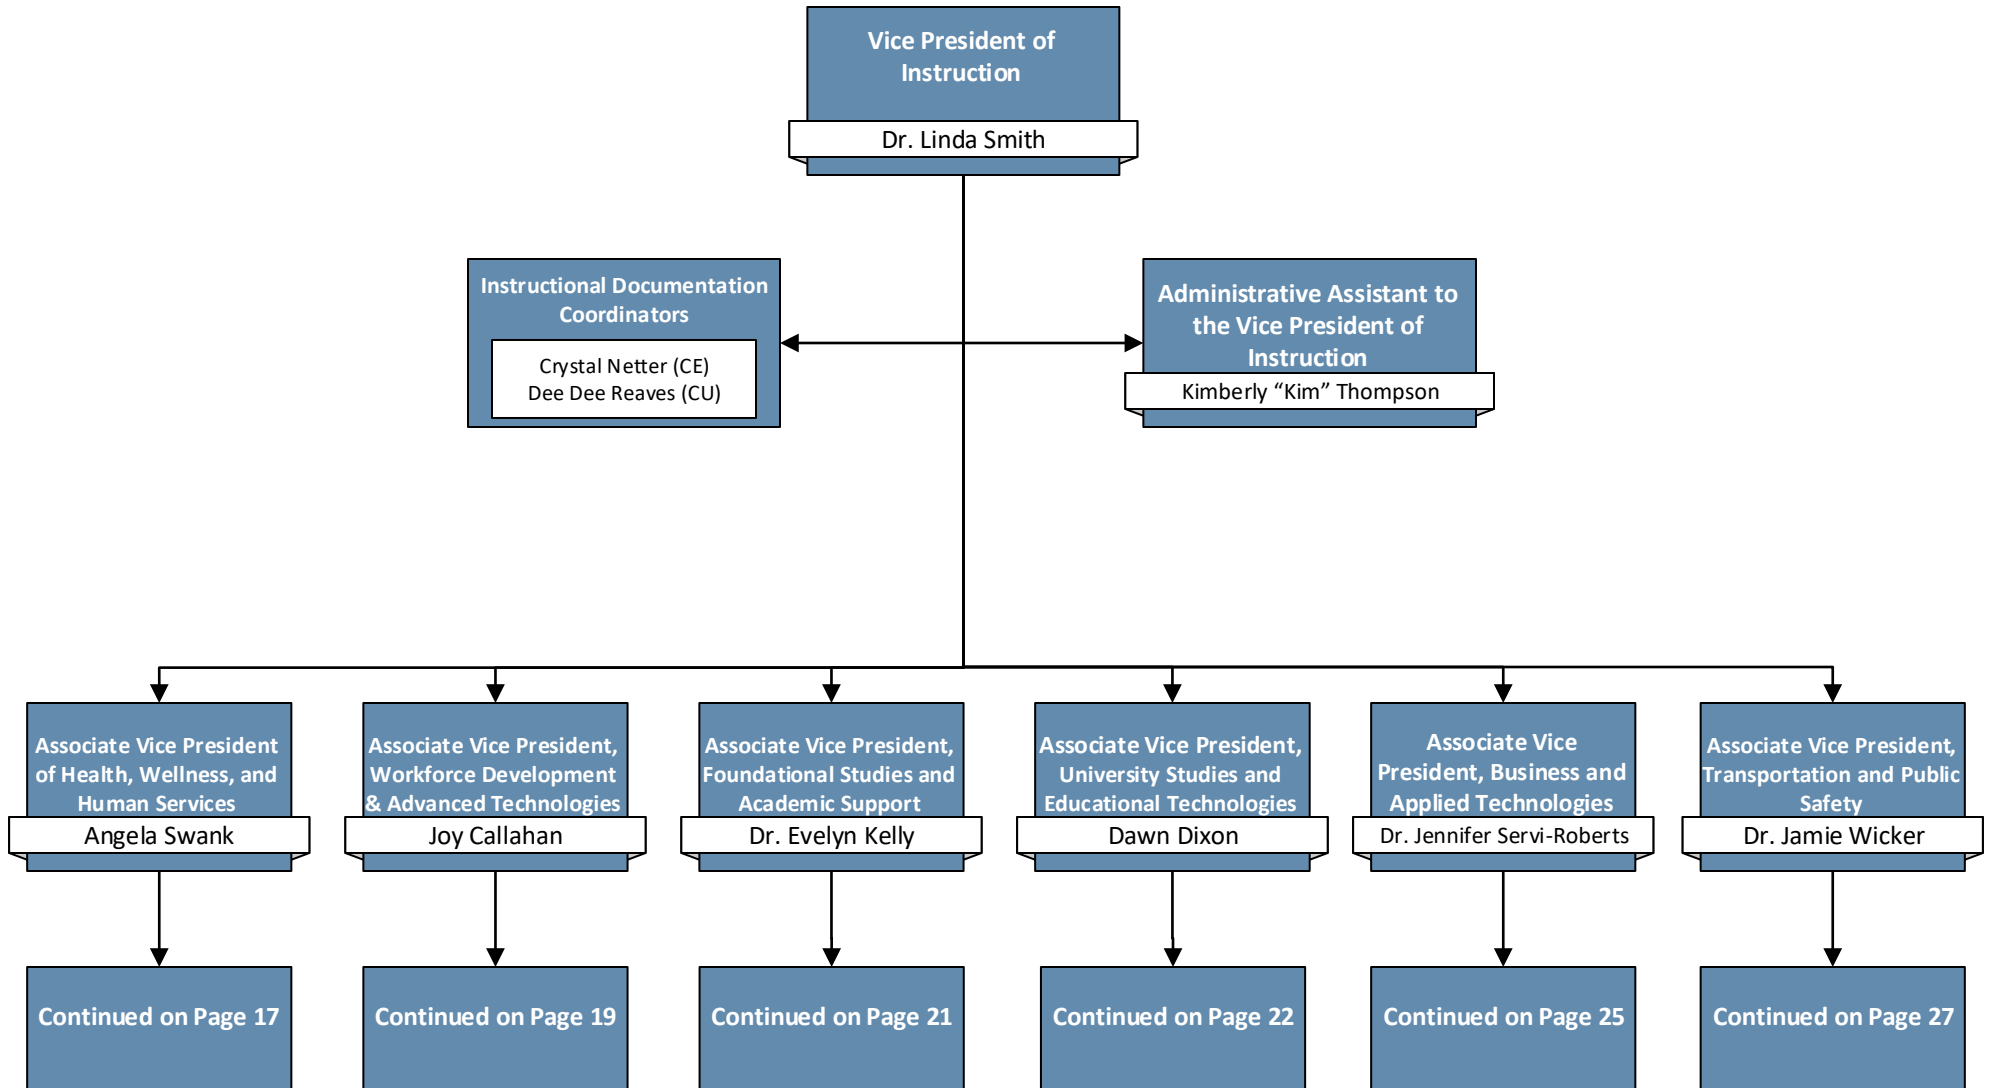 Vice President of
Instruction
Dr. Linda Smith
Instructional Documentation
Coordinators
Crystal Netter (CE)
Dee Dee Reaves (CU)
Administrative Assistant to
the Vice President of
Instruction
Kimberly “Kim” Thompson
Associate Vice President
of Health, Wellness, and
Human Services
Angela Swank
Associate Vice President,
Workforce Development
& Advanced Technologies
Joy Callahan
Associate Vice President,
Foundational Studies and
Academic Support
Dr. Evelyn Kelly
Associate Vice President,
University Studies and
Educational Technologies
Dawn Dixon
Associate Vice
President, Business and
Applied Technologies
Dr. Jennifer Servi-Roberts
Associate Vice President,
Transportation and Public
Safety
Dr. Jamie Wicker
Continued on Page 17
Continued on Page 19
Continued on Page 21
Continued on Page 22
Continued on Page 25
Continued on Page 27